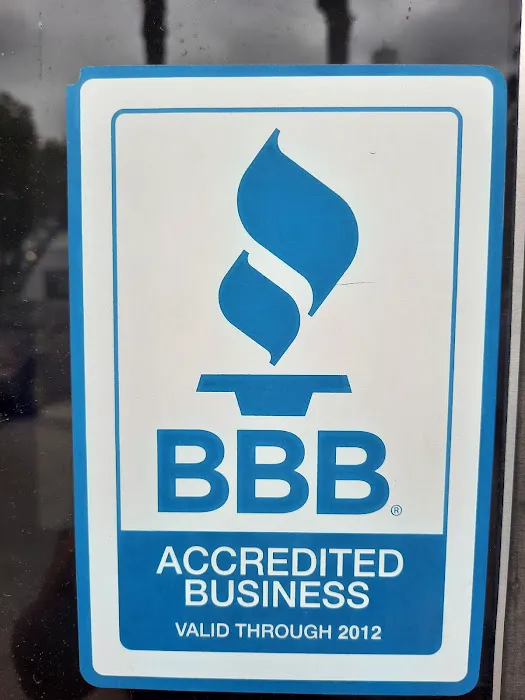 BBB®
ACCREDITED
BUSINESS
VALID THROUGH 2012